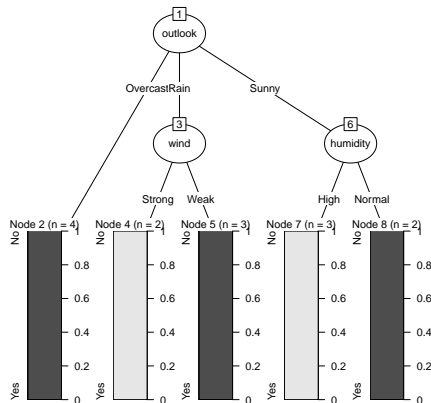 1
outlook
Overcast Rain Sunny
3 6
wind humidity
Strong Weak High Normal
Node 2 (n = 4) Node 4 (n = 2) Node 5 (n = 3) Node 7 (n = 3) Node 8 (n = 2)
No 1 No 1 No 1 No 1 No 1
0.8 0.8 0.8 0.8 0.8
0.6 0.6 0.6 0.6 0.6
0.4 0.4 0.4 0.4 0.4
0.2 0.2 0.2 0.2 0.2
Yes 0 Yes 0 Yes 0 Yes 0 Yes 0